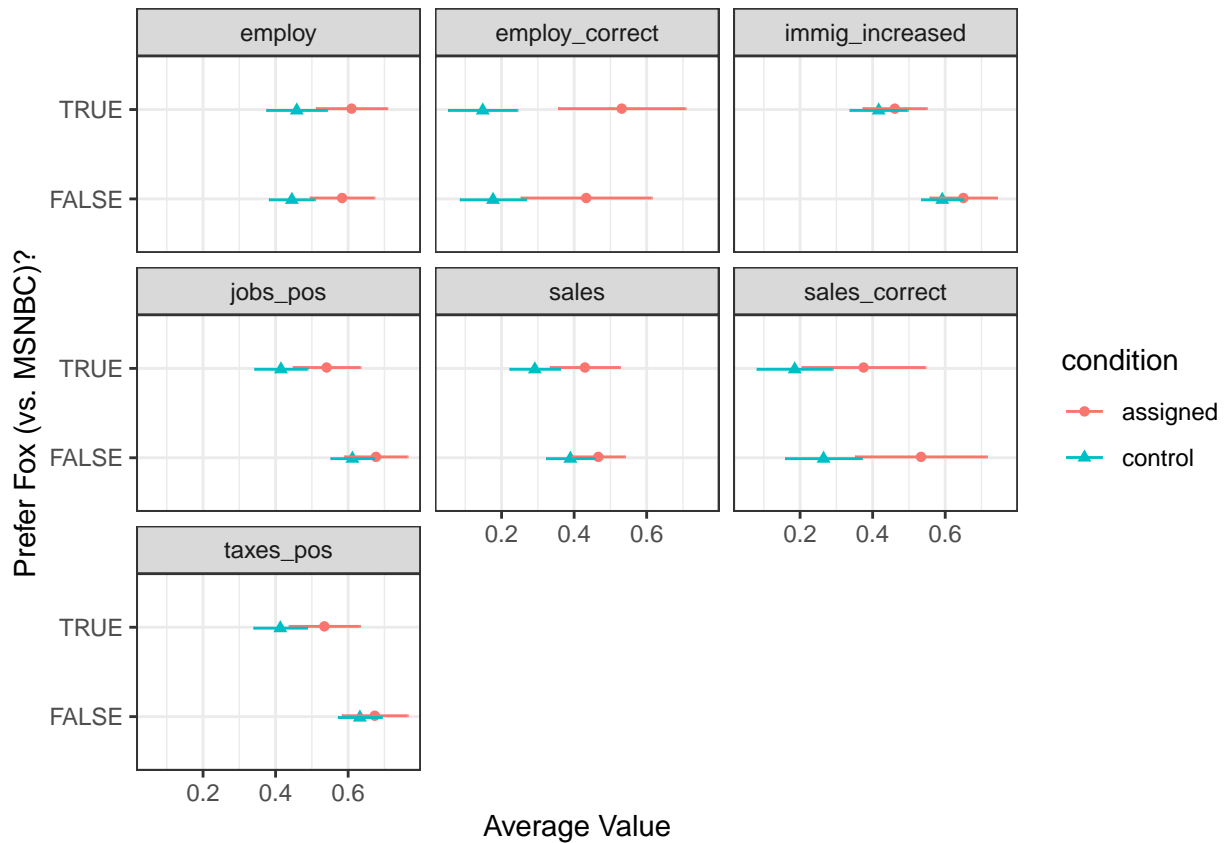 employ employ_correct immig_increased
TRUE
FALSE
jobs_pos sales sales_correct
TRUE
FALSE
0.2 0.4 0.6 0.2 0.4 0.6
taxes_pos
TRUE
FALSE
0.2 0.4 0.6
Average Value
Prefer Fox (vs. MSNBC)?
condition
assigned
control